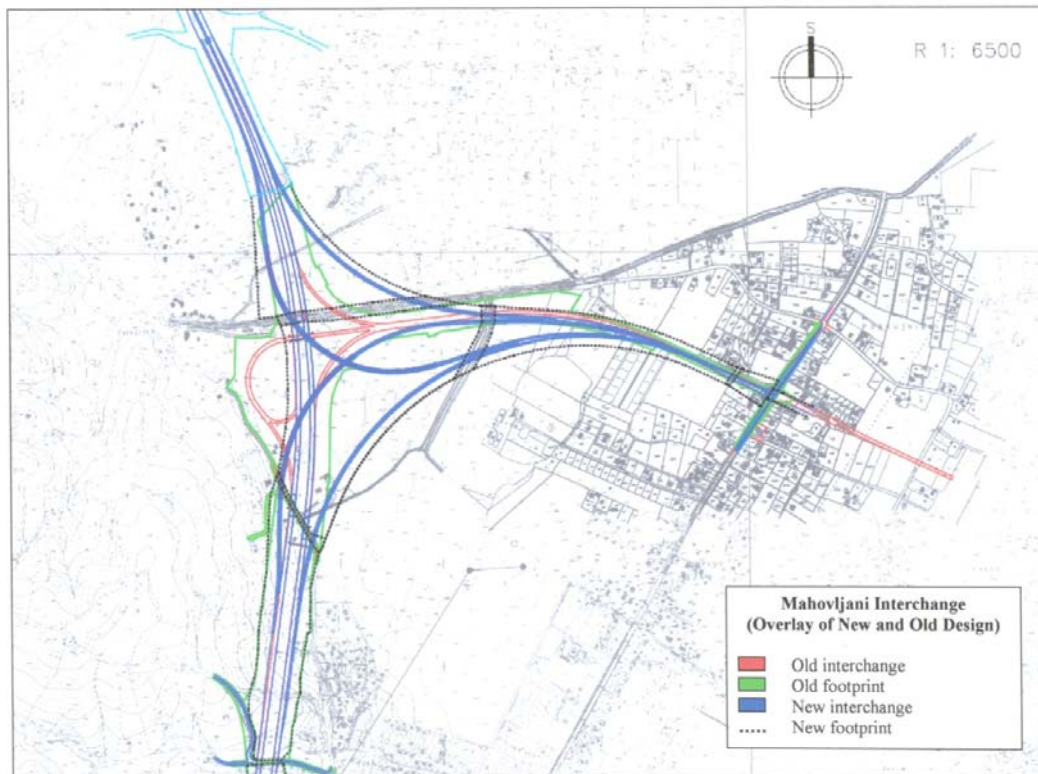 S
R 1: 6500
Mahovljani Interchange
(Overlay of New and Old Design)
Old interchange
Old footprint
New interchange
New footprint